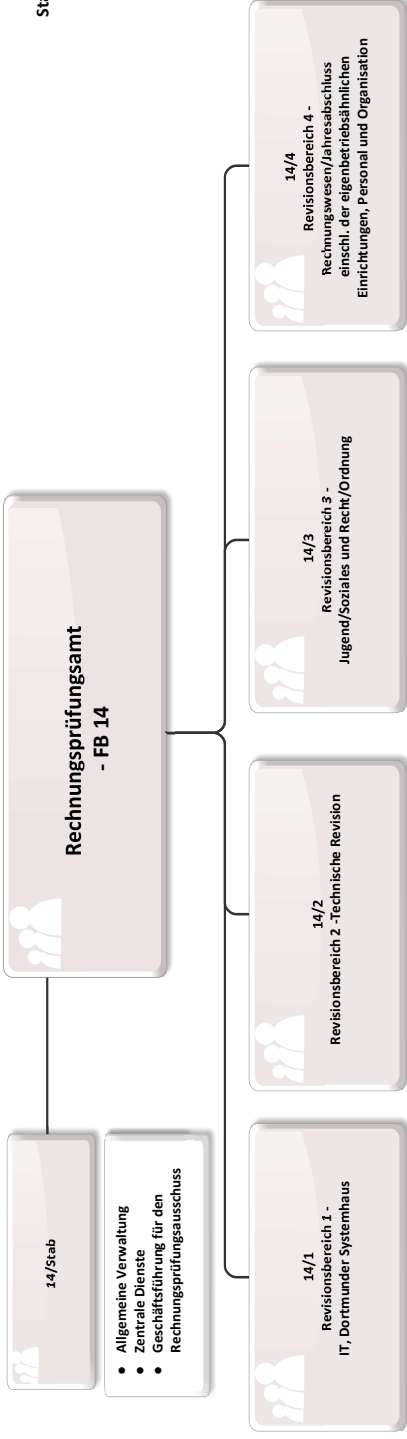 Rechnungsprüfungsamt
- FB 14
14/Stab
• Allgemeine Verwaltung
• Zentrale Dienste
• Geschäftsführung für den
Rechnungsprüfungsausschuss
14/1
Revisionsbereich 1 -
IT, Dortmunder Systemhaus
14/2
Revisionsbereich 2 -Technische Revision
14/3
Revisionsbereich 3 -
Jugend/Soziales und Recht/Ordnung
14/4
Revisionsbereich 4 -
Rechnungswesen/Jahresabschluss
einschl. der eigenbetriebsähnlichen
Einrichtungen, Personal und Organisation